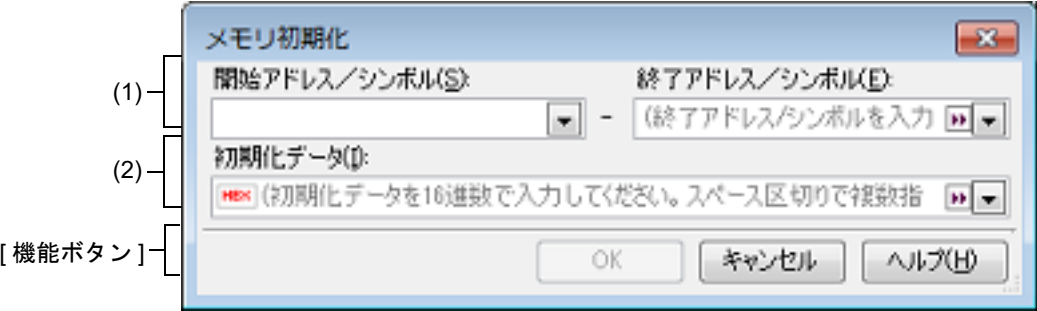 メモリ初期化
(1)
開始アドレス／シンボル(S): 終了アドレス／シンボル(E):
- (終了アドレス/シンボルを入力
(2)
初期化データ(I):
HEX (初期化データを16進数で入力してください。スペース区切りで複数指
[ 機能ボタン ]
OK キャンセル ヘルプ(H)